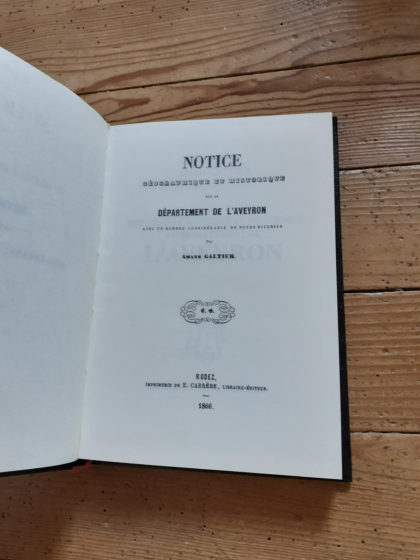 NOTICE
GÉOGRAPHIQUE ET HISTORIQUE
SUR LE
DÉPARTEMENT DE L'AVEYRON
AVEC UN NOMBRE CONSIDÉRABLE DE NOTES DIVERSES
Par
AMANS GALTIER.
E. C.
RODEZ,
IMPRIMERIE DE E. CARRÈRE, LIBRAIRE-ÉDITEUR.
1866.